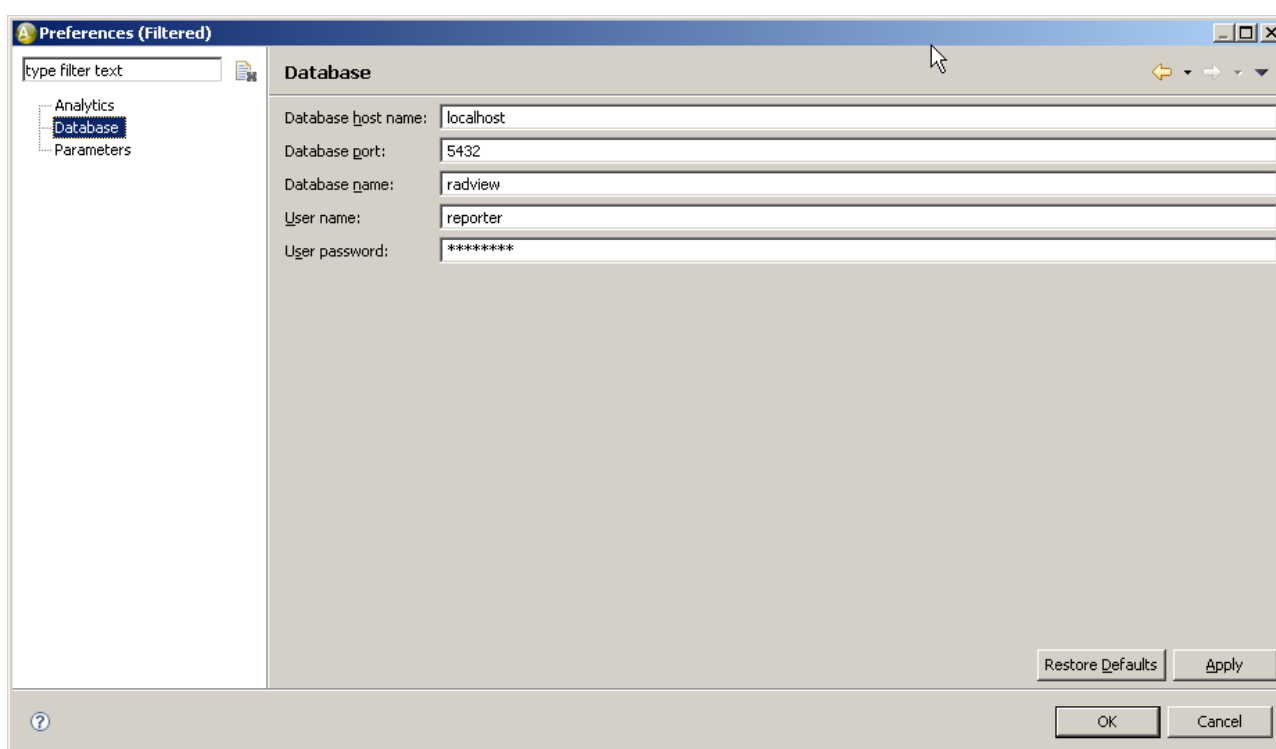 Preferences (Filtered)
type filter text
Analytics
Database
Parameters
Database
Database host name: localhost
Database port: 5432
Database name: radview
User name: reporter
User password: ********
Restore Defaults Apply
OK Cancel